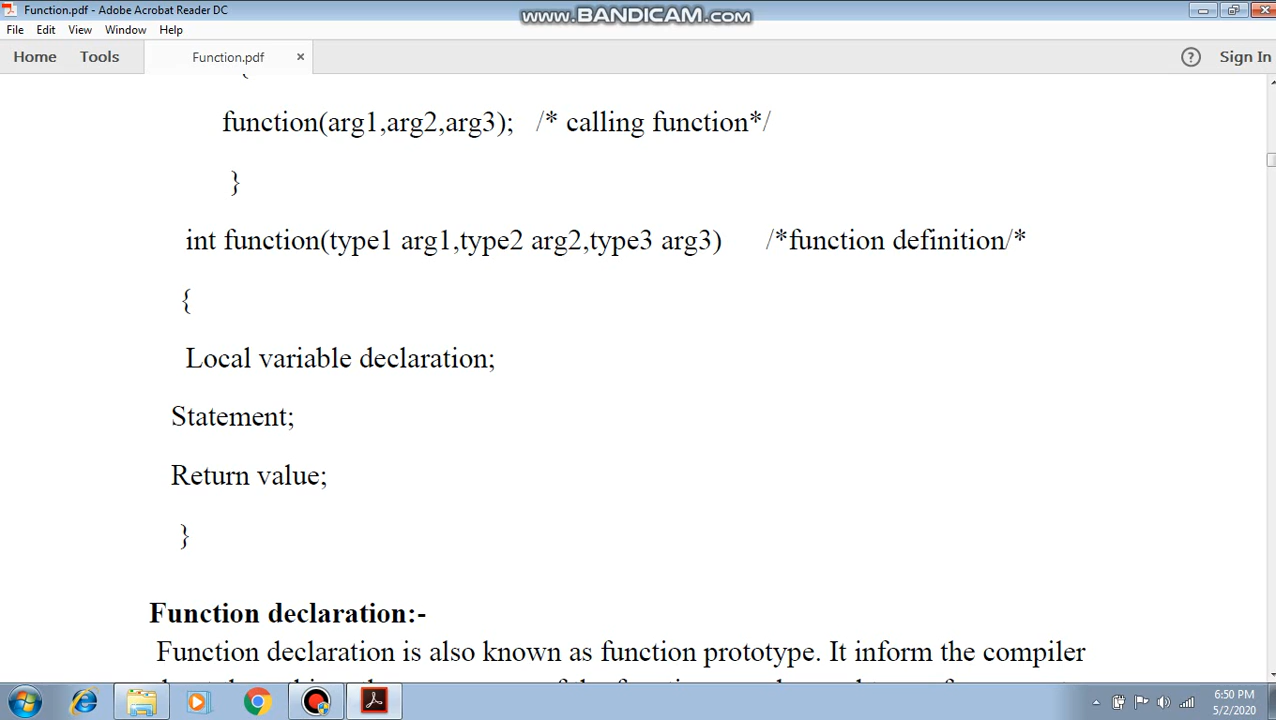 Function.pdf - Adobe Acrobat Reader DC
www.BANDICAM.com
File Edit View Window Help
Home Tools Function.pdf × ? Sign In
{
function(arg1,arg2,arg3); /* calling function*/
}
int function(type1 arg1,type2 arg2,type3 arg3) /*function definition/*
{
Local variable declaration;
Statement;
Return value;
}
Function declaration:-
Function declaration is also known as function prototype. It inform the compiler
6:50 PM
5/2/2020